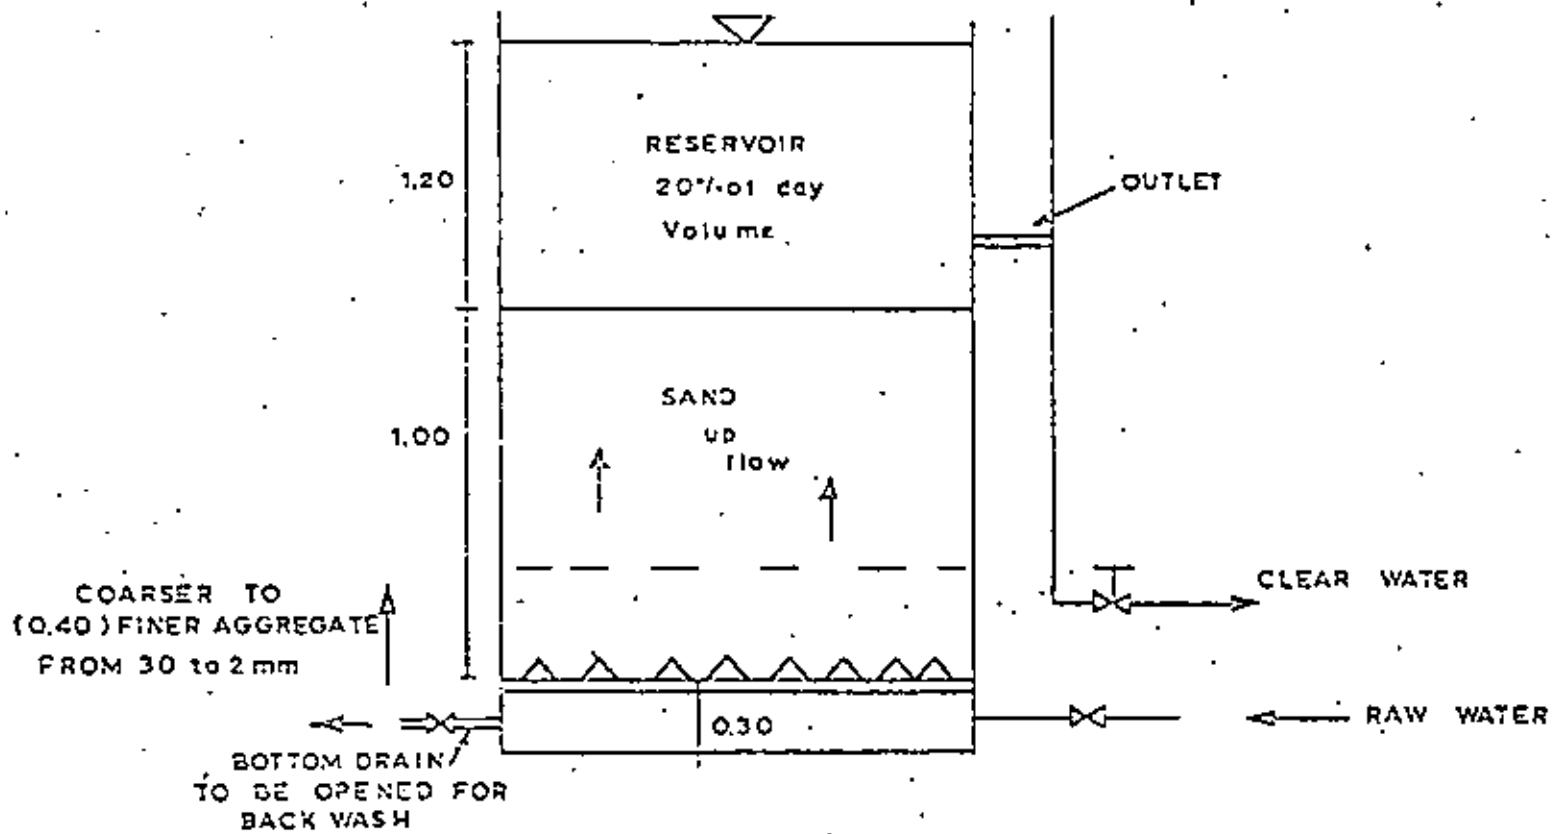 RESERVOIR
20% of day
Volume
1,20
OUTLET
SAND
up
flow
1,00
COARSER TO
(0.40) FINER AGGREGATE
FROM 30 to 2 mm
CLEAR WATER
0.30
RAW WATER
BOTTOM DRAIN
TO BE OPENED FOR
BACK WASH